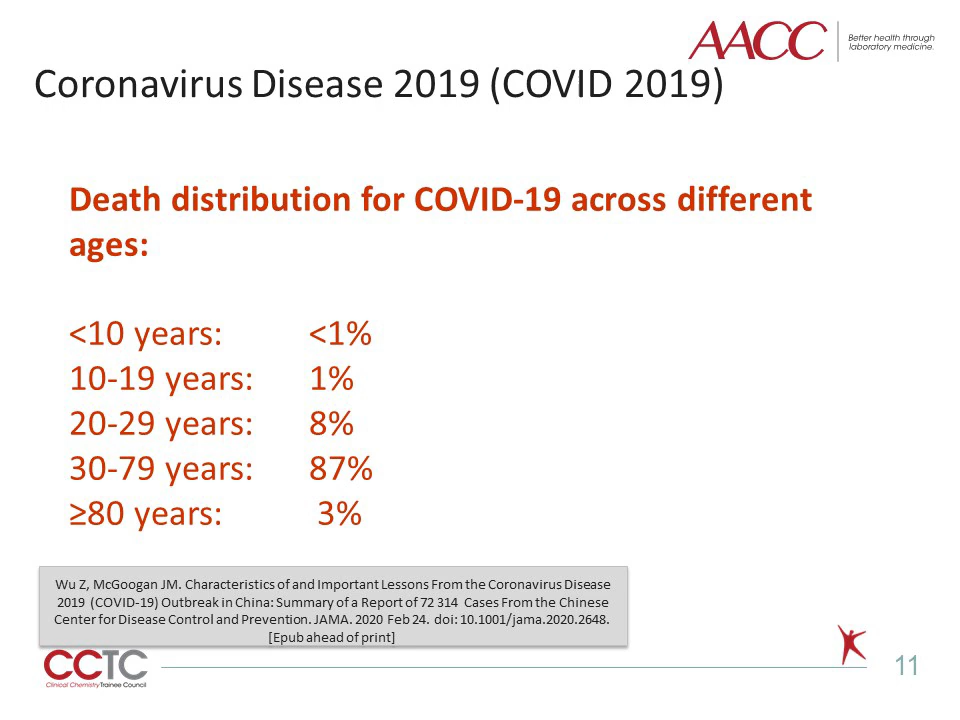 AACC
Better health through
laboratory medicine.
Coronavirus Disease 2019 (COVID 2019)
Death distribution for COVID-19 across different
ages:
<10 years: <1%
10-19 years: 1%
20-29 years: 8%
30-79 years: 87%
≥80 years: 3%
Wu Z, McGoogan JM. Characteristics of and Important Lessons From the Coronavirus Disease
2019 (COVID-19) Outbreak in China: Summary of a Report of 72 314 Cases From the Chinese
Center for Disease Control and Prevention. JAMA. 2020 Feb 24. doi: 10.1001/jama.2020.2648.
[Epub ahead of print]
CCTC
Clinical Chemistry Trainee Council
11